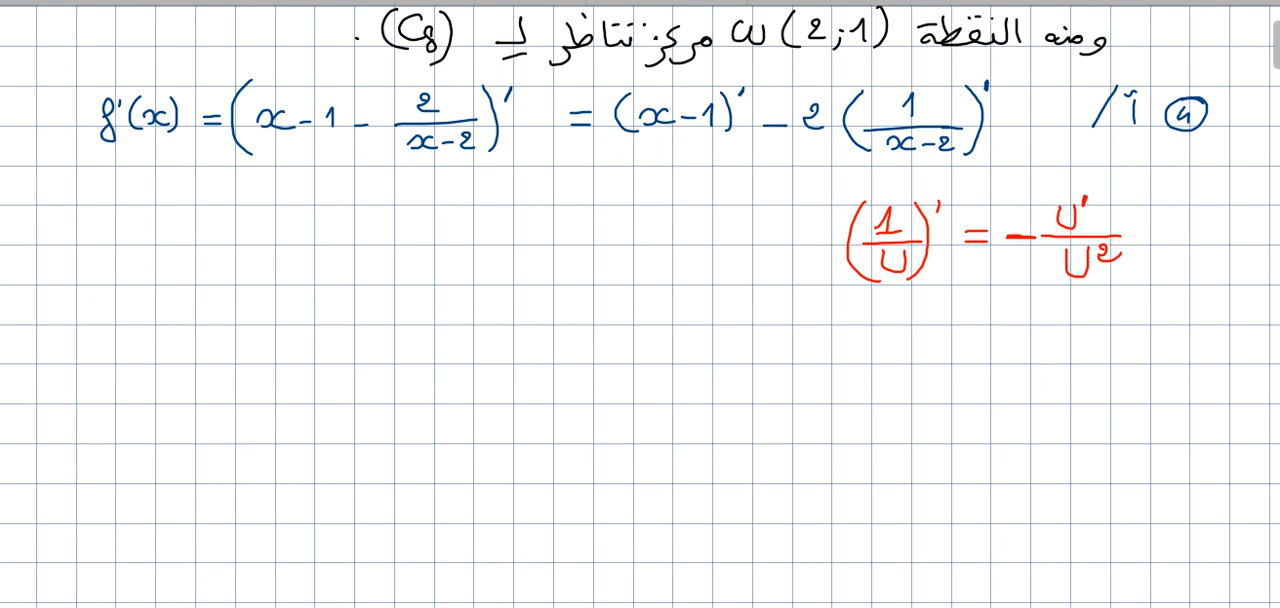 ومنه النقطة ω(2;1) مركز تناظر لـ (Cf).
4) أ/ f'(x) = (x-1-2/(x-2))' = (x-1)' - 2(1/(x-2))'
(1/U)' = -U'/U²